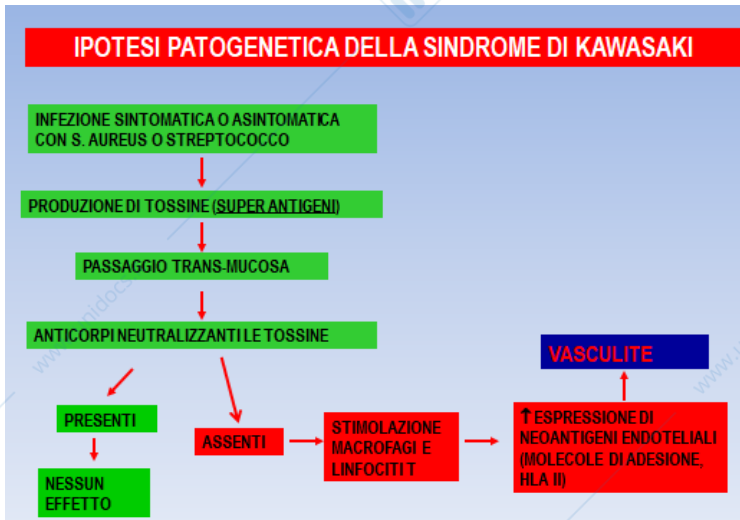 IPOTESI PATOGENETICA DELLA SINDROME DI KAWASAKI
INFEZIONE SINTOMATICA O ASINTOMATICA
CON S. AUREUS O STREPTOCOCCO
PRODUZIONE DI TOSSINE (SUPER ANTIGENI)
PASSAGGIO TRANS-MUCOSA
ANTICORPI NEUTRALIZZANTI LE TOSSINE
PRESENTI
NESSUN
EFFETTO
ASSENTI
STIMOLAZIONE
MACROFAGI E
LINFOCITI T
↑ ESPRESSIONE DI
NEOANTIGENI ENDOTELIALI
(MOLECOLE DI ADESIONE,
HLA II)
VASCULITE